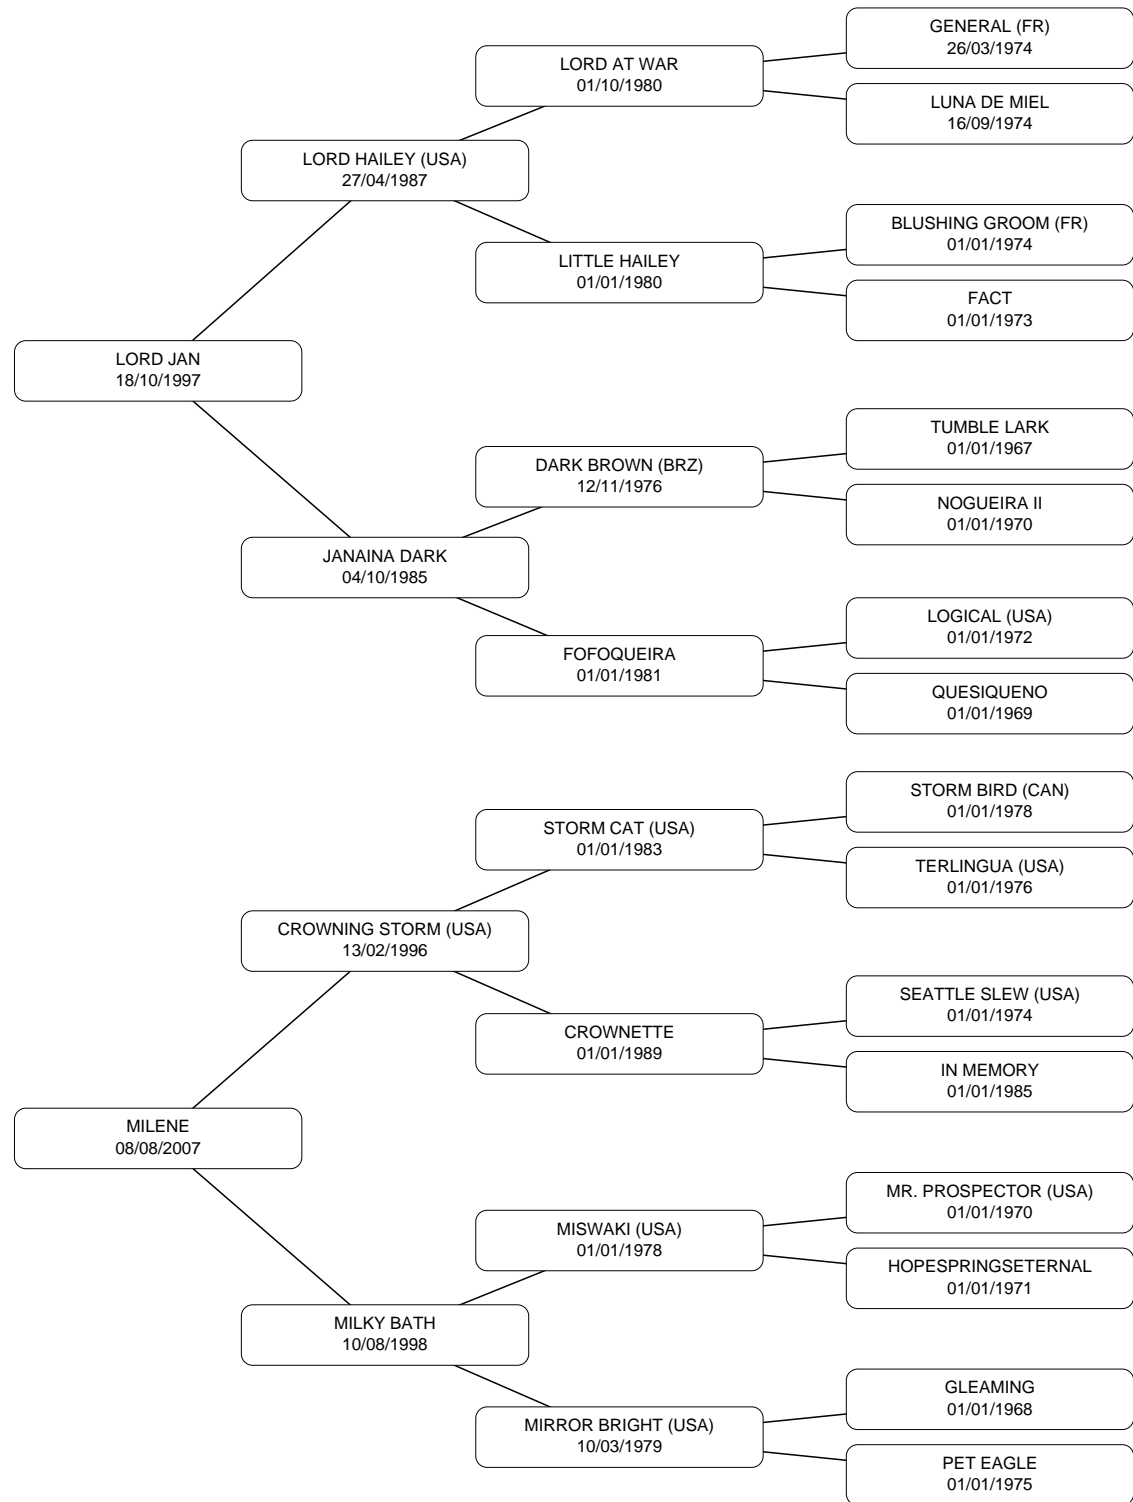 GENERAL (FR)
26/03/1974
LORD AT WAR
01/10/1980
LUNA DE MIEL
16/09/1974
LORD HAILEY (USA)
27/04/1987
BLUSHING GROOM (FR)
01/01/1974
LITTLE HAILEY
01/01/1980
FACT
01/01/1973
LORD JAN
18/10/1997
TUMBLE LARK
01/01/1967
DARK BROWN (BRZ)
12/11/1976
NOGUEIRA II
01/01/1970
JANAINA DARK
04/10/1985
LOGICAL (USA)
01/01/1972
FOFOQUEIRA
01/01/1981
QUESIQUENO
01/01/1969
STORM BIRD (CAN)
01/01/1978
STORM CAT (USA)
01/01/1983
TERLINGUA (USA)
01/01/1976
CROWNING STORM (USA)
13/02/1996
SEATTLE SLEW (USA)
01/01/1974
CROWNETTE
01/01/1989
IN MEMORY
01/01/1985
MILENE
08/08/2007
MR. PROSPECTOR (USA)
01/01/1970
MISWAKI (USA)
01/01/1978
HOPESPRINGSETERNAL
01/01/1971
MILKY BATH
10/08/1998
GLEAMING
01/01/1968
MIRROR BRIGHT (USA)
10/03/1979
PET EAGLE
01/01/1975